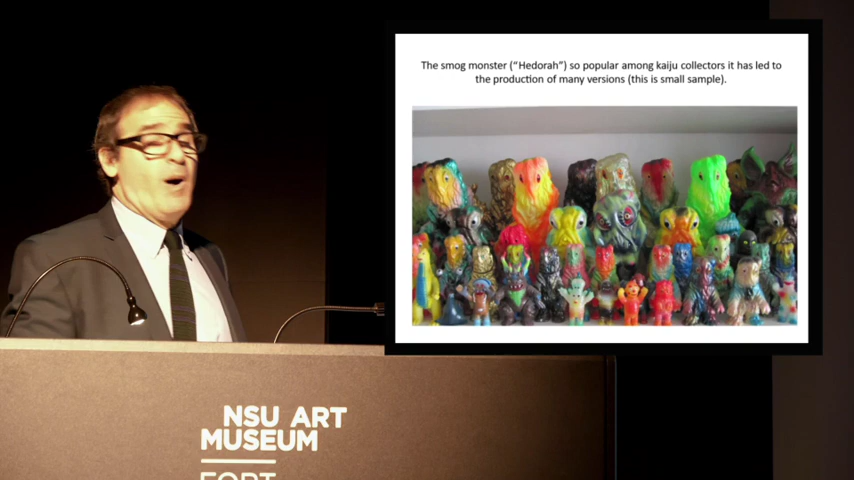 The smog monster ("Hedorah") so popular among kaiju collectors it has led to
the production of many versions (this is small sample).
NSU ART
MUSEUM
FORT